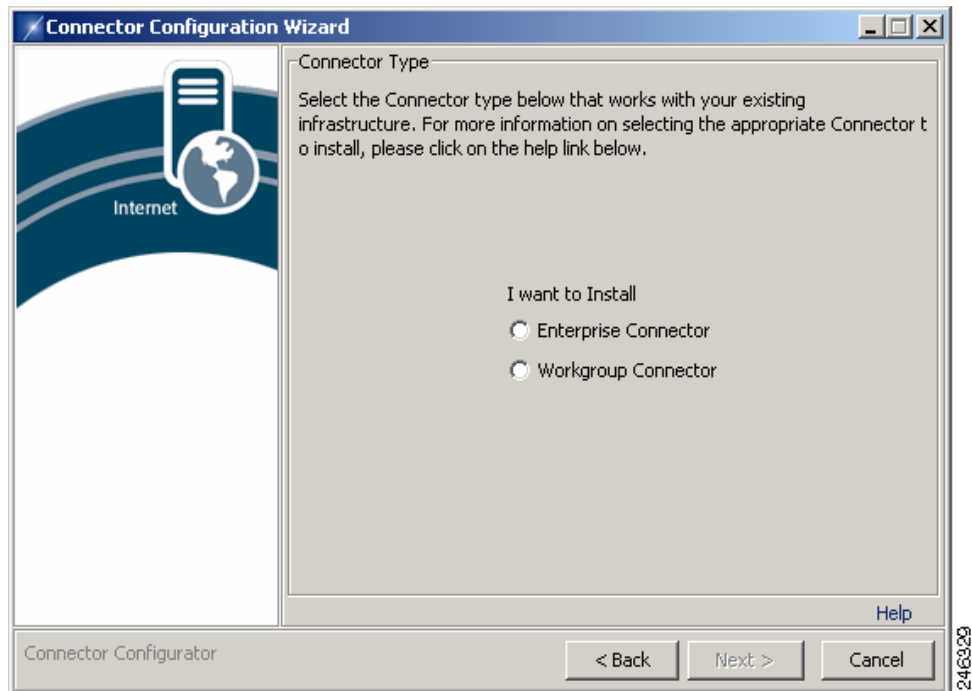 Connector Configuration Wizard
Internet
Connector Type
Select the Connector type below that works with your existing
infrastructure. For more information on selecting the appropriate Connector t
o install, please click on the help link below.
I want to Install
Enterprise Connector
Workgroup Connector
Help
Connector Configurator
< Back
Next >
Cancel
246329